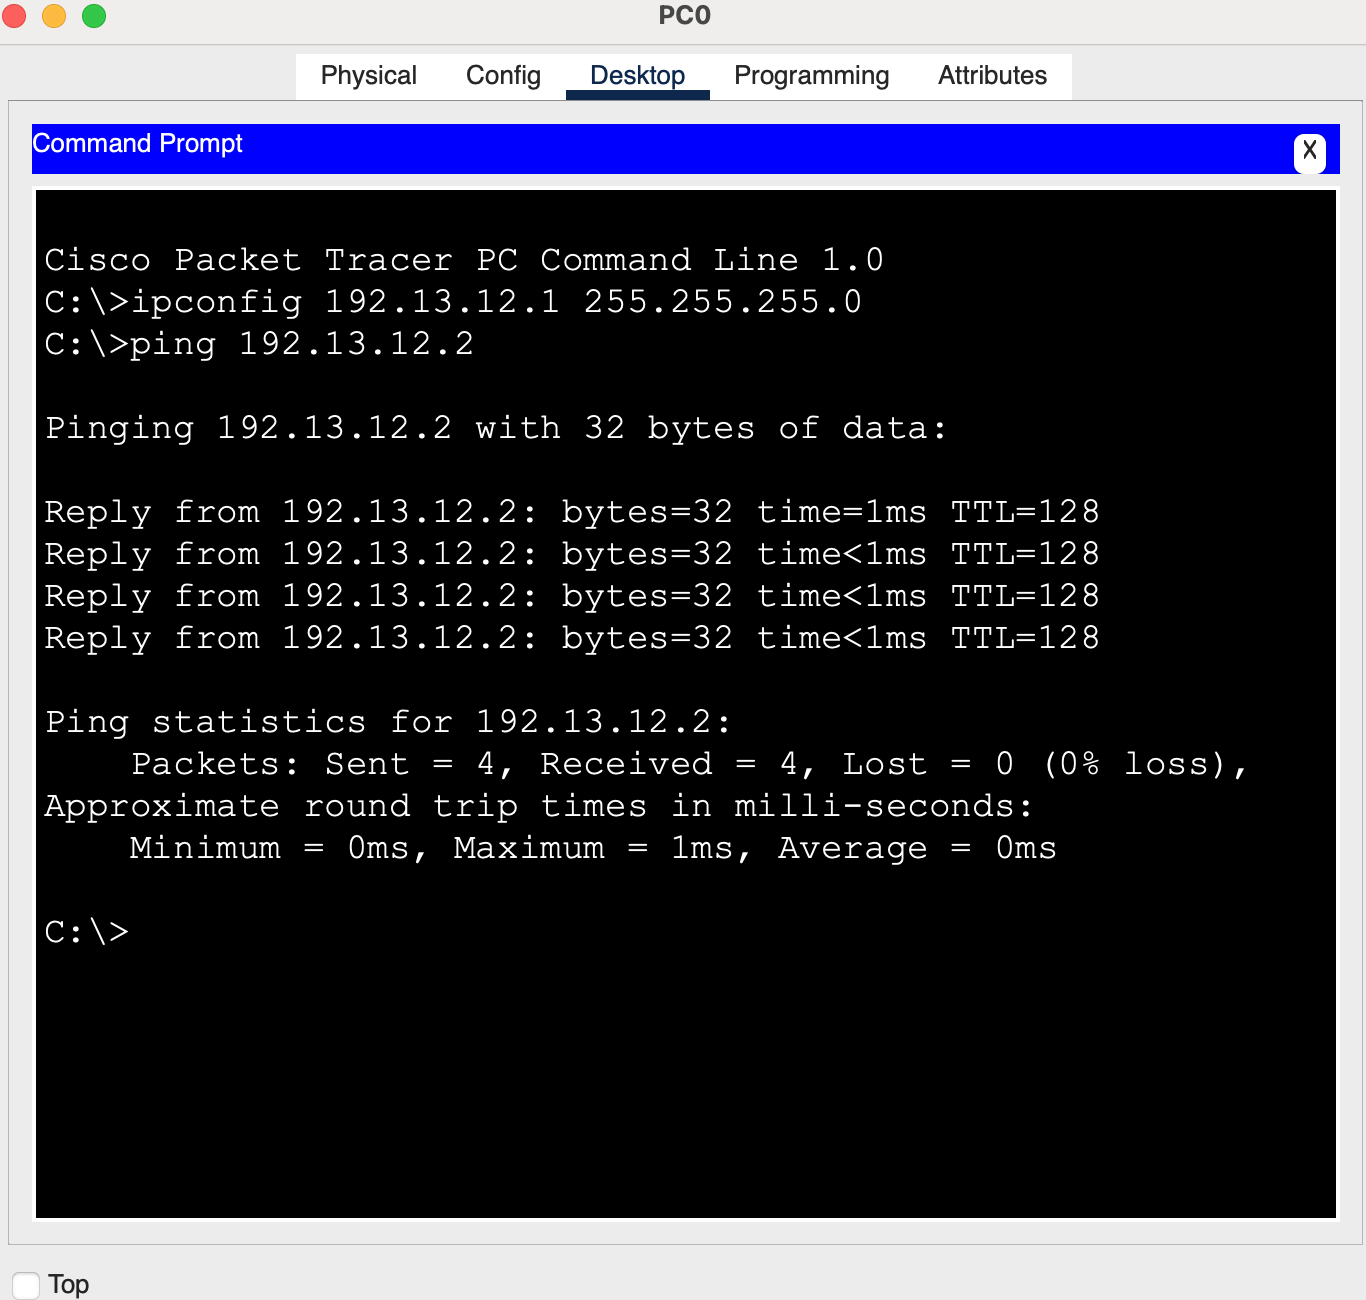 PC0
Physical Config Desktop Programming Attributes
Command Prompt
X
Cisco Packet Tracer PC Command Line 1.0
C:\>ipconfig 192.13.12.1 255.255.255.0
C:\>ping 192.13.12.2
Pinging 192.13.12.2 with 32 bytes of data:
Reply from 192.13.12.2: bytes=32 time=1ms TTL=128
Reply from 192.13.12.2: bytes=32 time<1ms TTL=128
Reply from 192.13.12.2: bytes=32 time<1ms TTL=128
Reply from 192.13.12.2: bytes=32 time<1ms TTL=128
Ping statistics for 192.13.12.2:
Packets: Sent = 4, Received = 4, Lost = 0 (0% loss),
Approximate round trip times in milli-seconds:
Minimum = 0ms, Maximum = 1ms, Average = 0ms
C:\>
Top